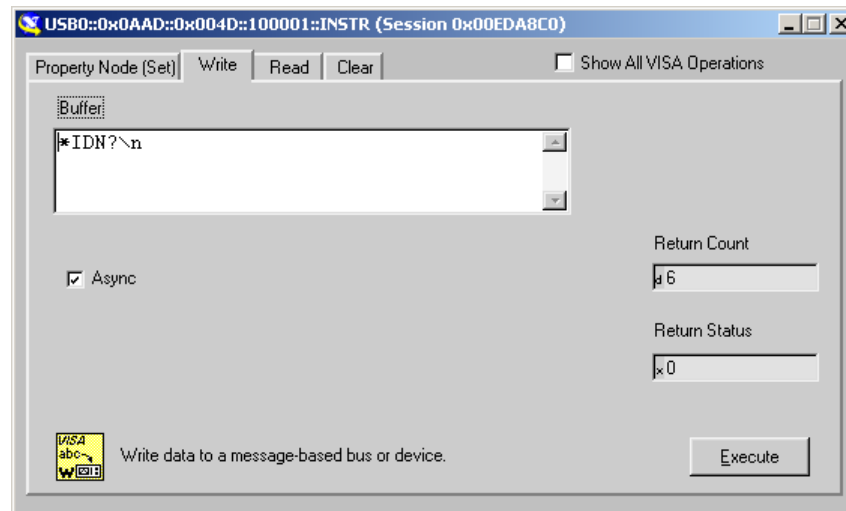 USB0::0x0AAD::0x004D::100001::INSTR (Session 0x00EDA8C0)
Property Node (Set) Write Read Clear Show All VISA Operations
Buffer
*IDN?\n
Return Count
d 6
Async
Return Status
x 0
VISA
abc
W
Write data to a message-based bus or device.
Execute